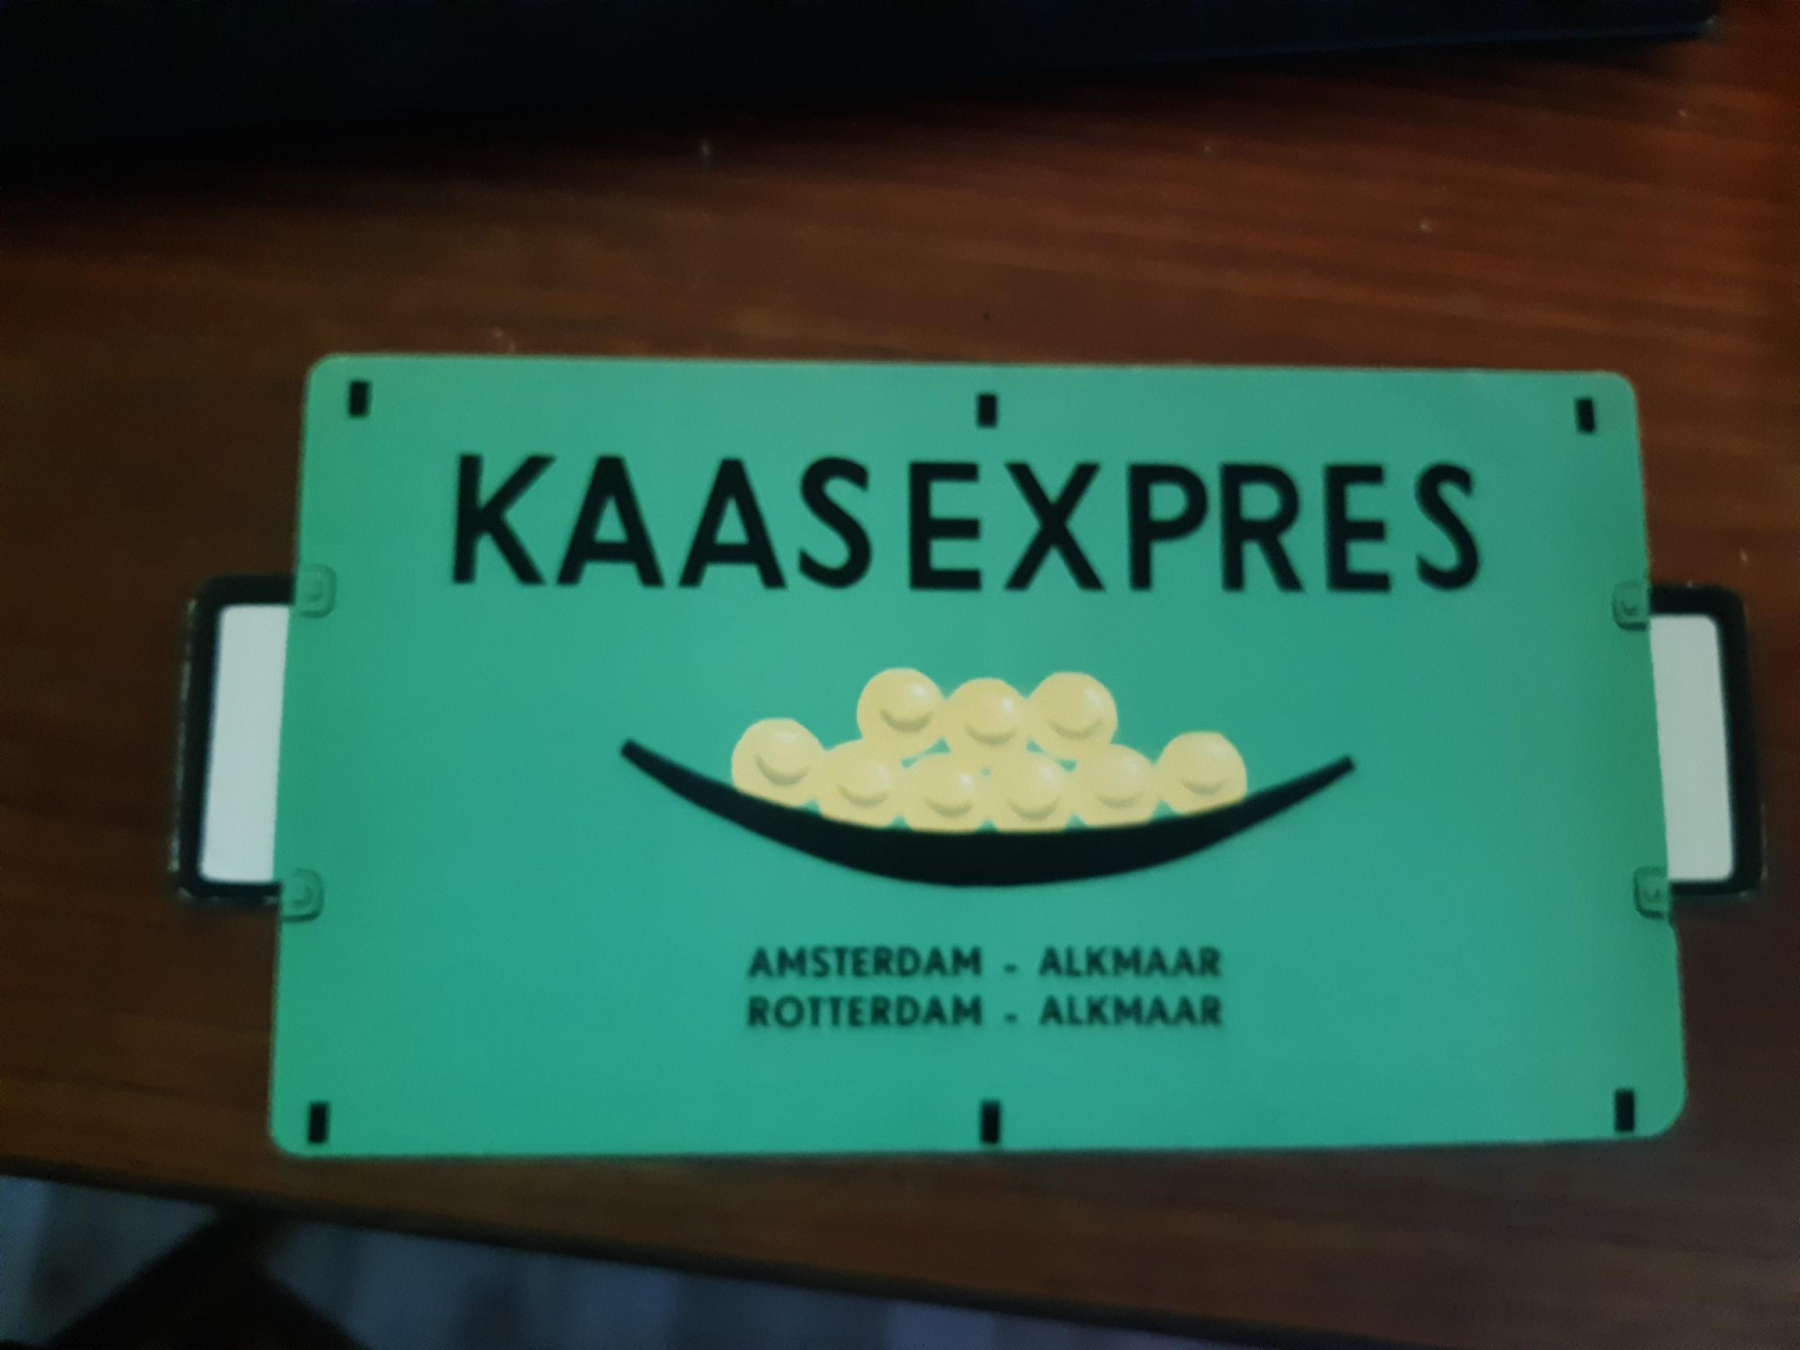 KAASEXPRES
AMSTERDAM - ALKMAAR
ROTTERDAM - ALKMAAR